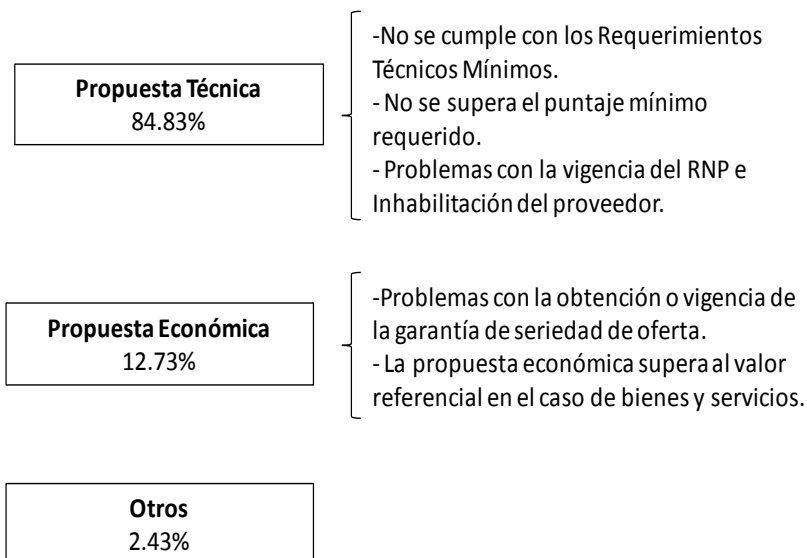 Propuesta Técnica
84.83%
-No se cumple con los Requerimientos
Técnicos Mínimos.
- No se supera el puntaje mínimo
requerido.
- Problemas con la vigencia del RNP e
Inhabilitación del proveedor.
Propuesta Económica
12.73%
-Problemas con la obtención o vigencia de
la garantía de seriedad de oferta.
- La propuesta económica supera al valor
referencial en el caso de bienes y servicios.
Otros
2.43%